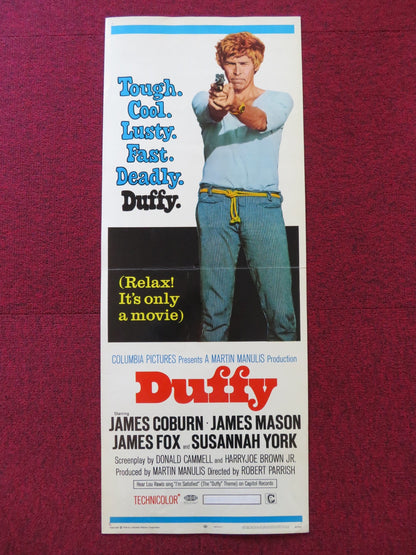 Tough.
Cool.
Lusty.
Fast.
Deadly.
Duffy.
(Relax!
It's only
a movie)
COLUMBIA PICTURES Presents A MARTIN MANULIS Production
Duffy
Starring
JAMES COBURN · JAMES MASON
JAMES FOX and SUSANNAH YORK
Screenplay by DONALD CAMMELL and HARRY JOE BROWN JR.
Produced by MARTIN MANULIS Directed by ROBERT PARRISH
Hear Lou Rawls sing "I'm Satisfied" (The "Duffy" Theme) on Capitol Records
TECHNICOLOR®
C